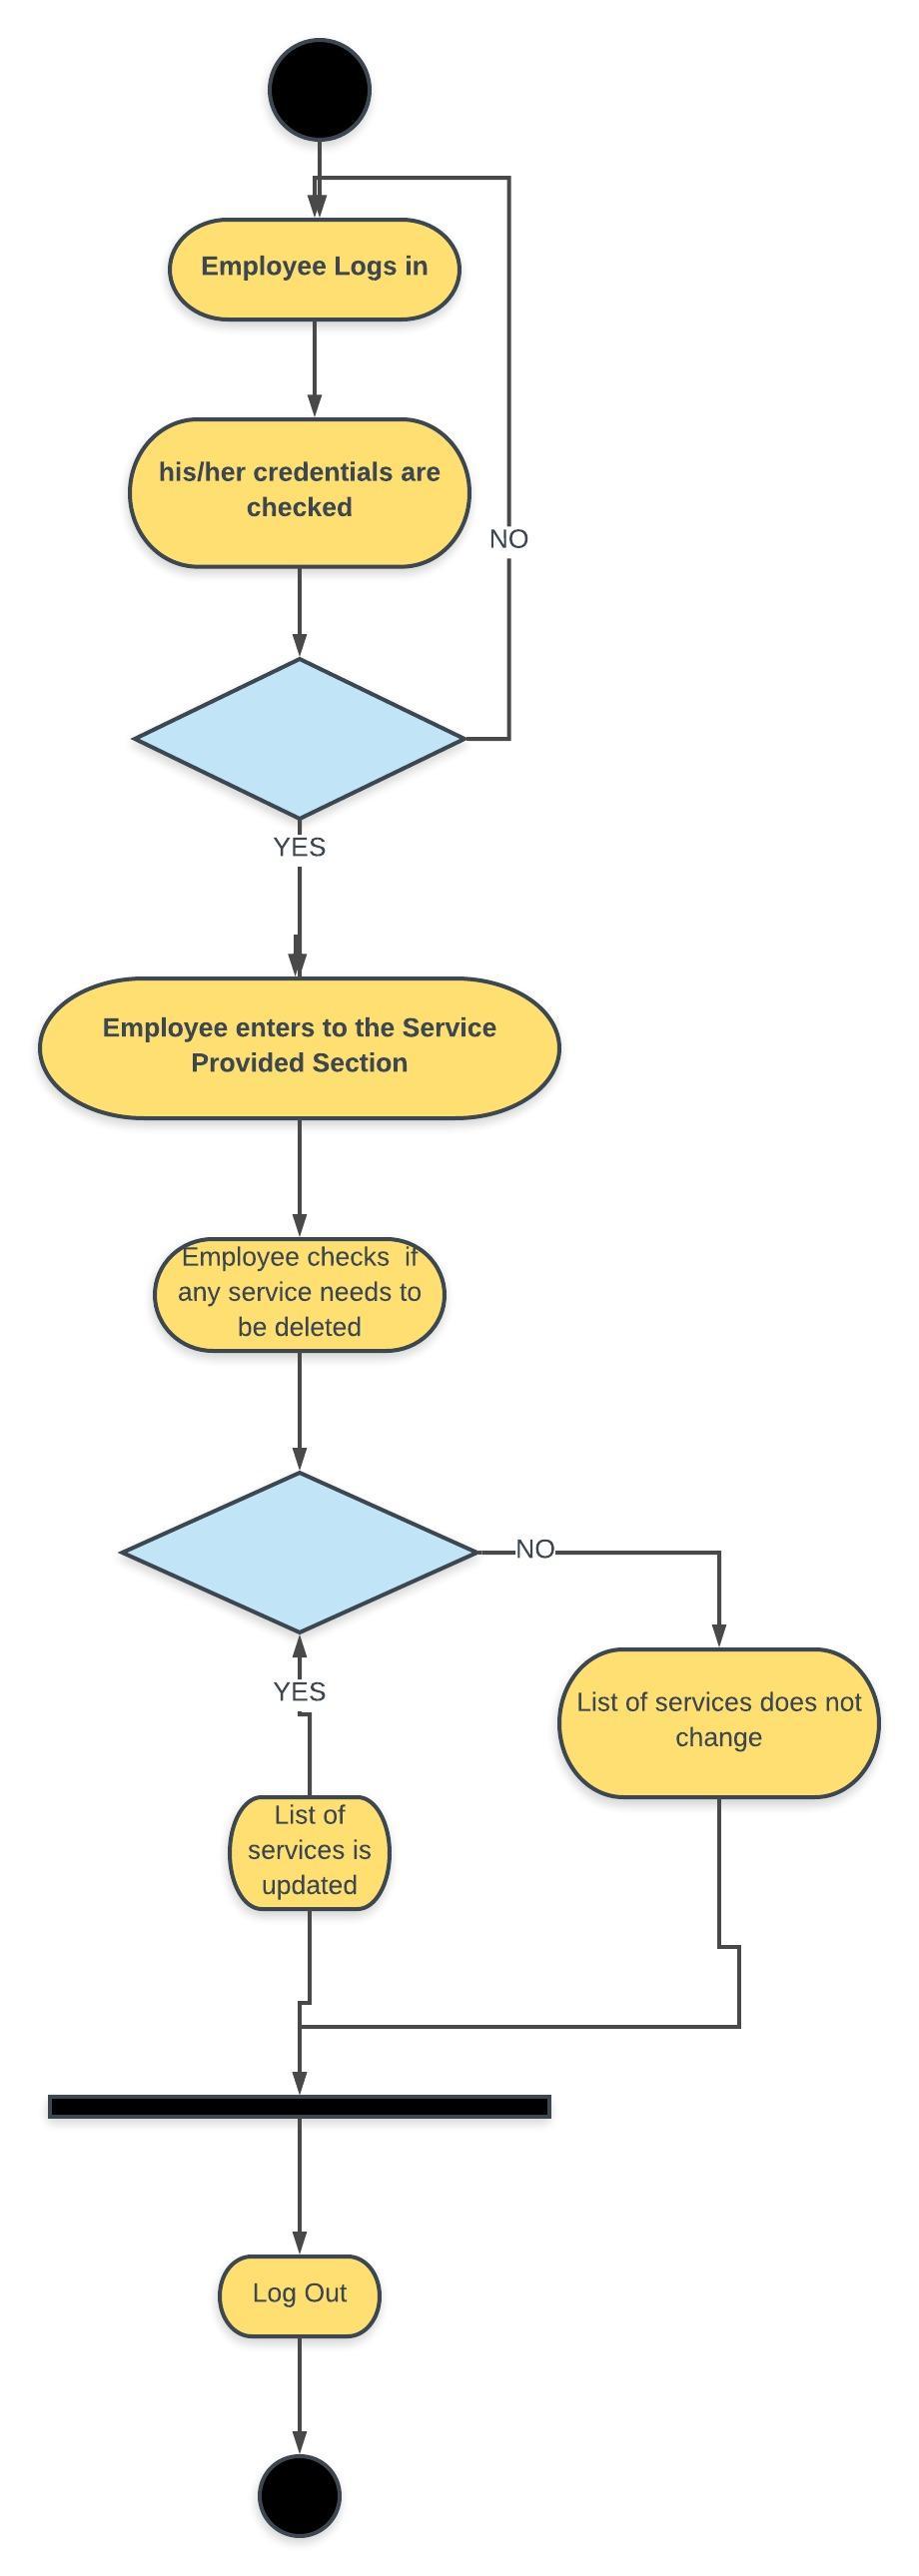 Employee Logs in
his/her credentials are
checked
NO
YES
Employee enters to the Service
Provided Section
Employee checks  if
any service needs to
be deleted
NO
YES
List of services does not
change
List of
services is
updated
Log Out